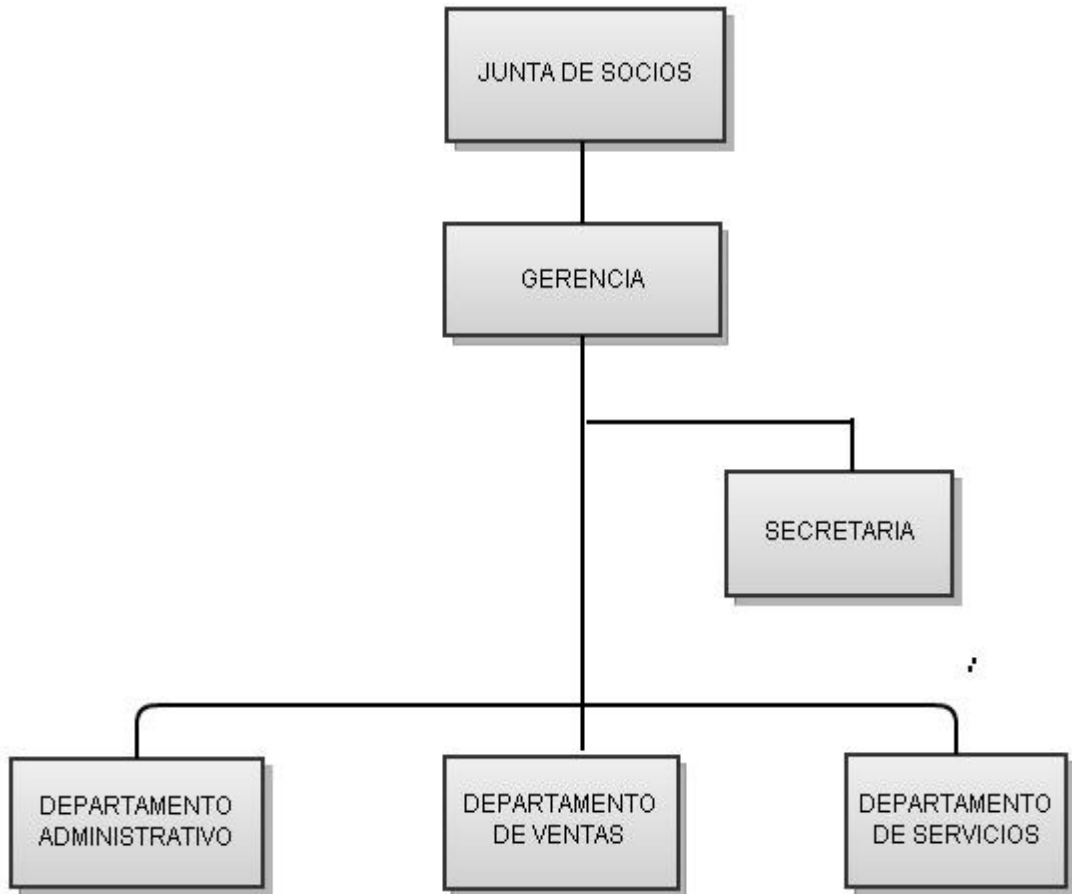 JUNTA DE SOCIOS
GERENCIA
SECRETARIA
DEPARTAMENTO
ADMINISTRATIVO
DEPARTAMENTO
DE VENTAS
DEPARTAMENTO
DE SERVICIOS